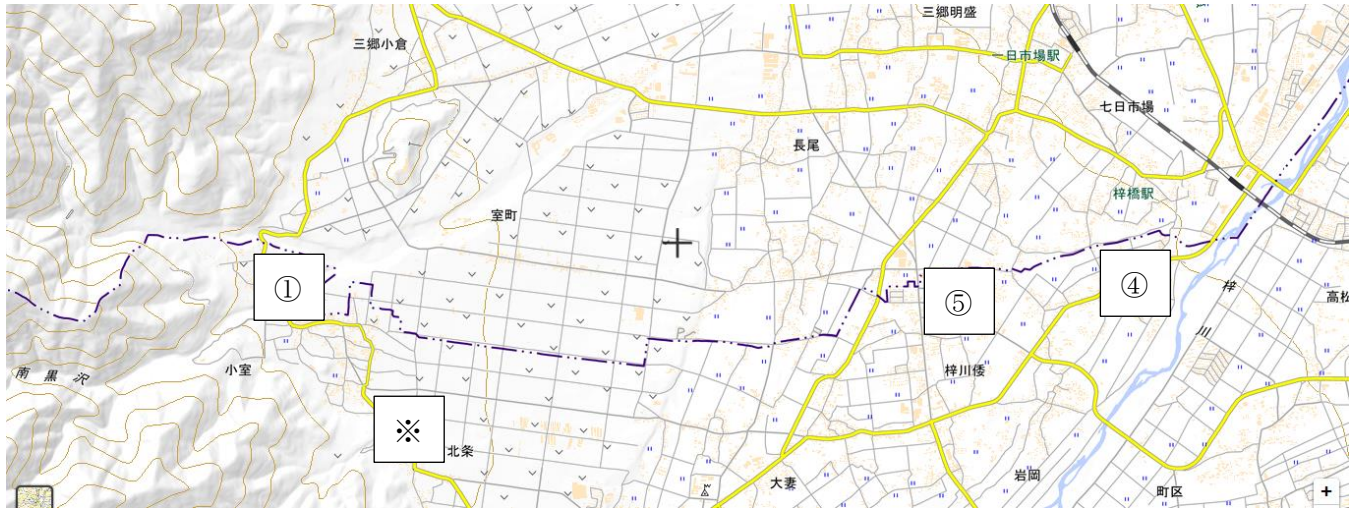 三郷明盛
三郷小倉
一日市場駅
七日市場
長尾
梓橋駅
室町
①
⑤
④
梓
川
高松
小室
梓川倭
南黒沢
※
北条
大妻
岩岡
町区
+